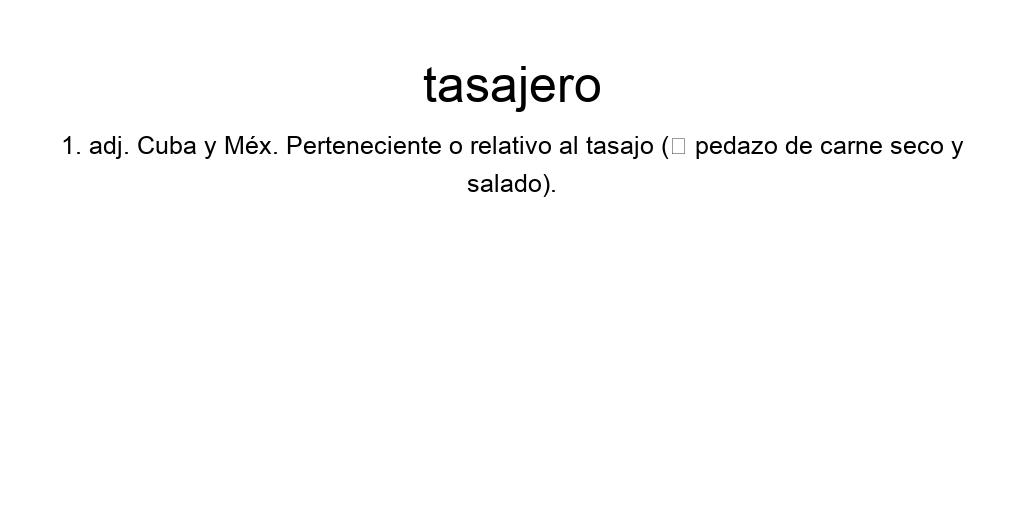 tasajero
1. adj. Cuba y Méx. Perteneciente o relativo al tasajo (□ pedazo de carne seco y
salado).